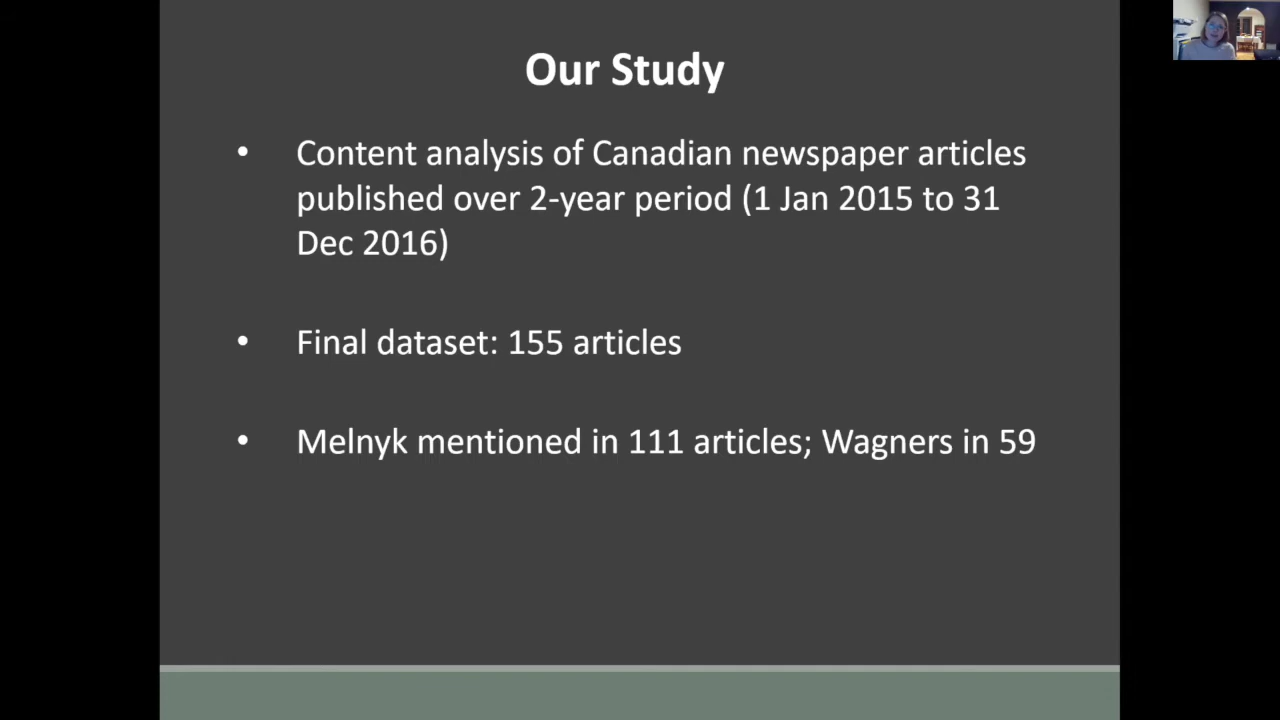 Our Study
• Content analysis of Canadian newspaper articles
published over 2-year period (1 Jan 2015 to 31
Dec 2016)
• Final dataset: 155 articles
• Melnyk mentioned in 111 articles; Wagners in 59